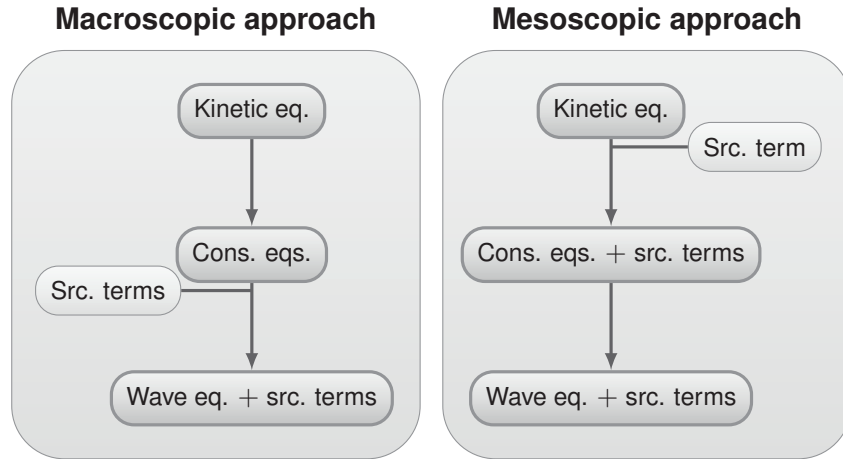 Macroscopic approach
Kinetic eq.
Cons. eqs.
Src. terms
Wave eq. + src. terms
Mesoscopic approach
Kinetic eq.
Src. term
Cons. eqs. + src. terms
Wave eq. + src. terms